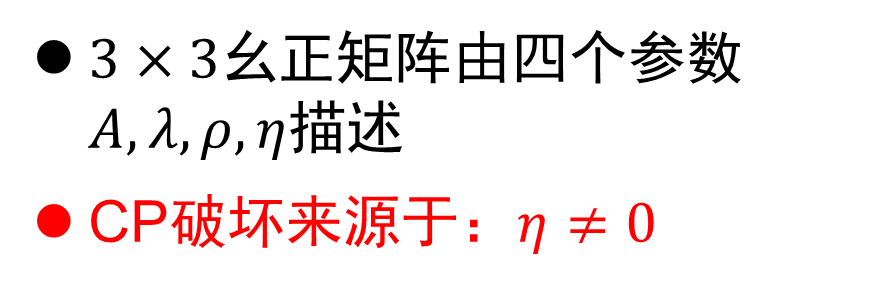 ● 3 × 3幺正矩阵由四个参数
A, λ, ρ, η描述
● CP破坏来源于：η ≠ 0